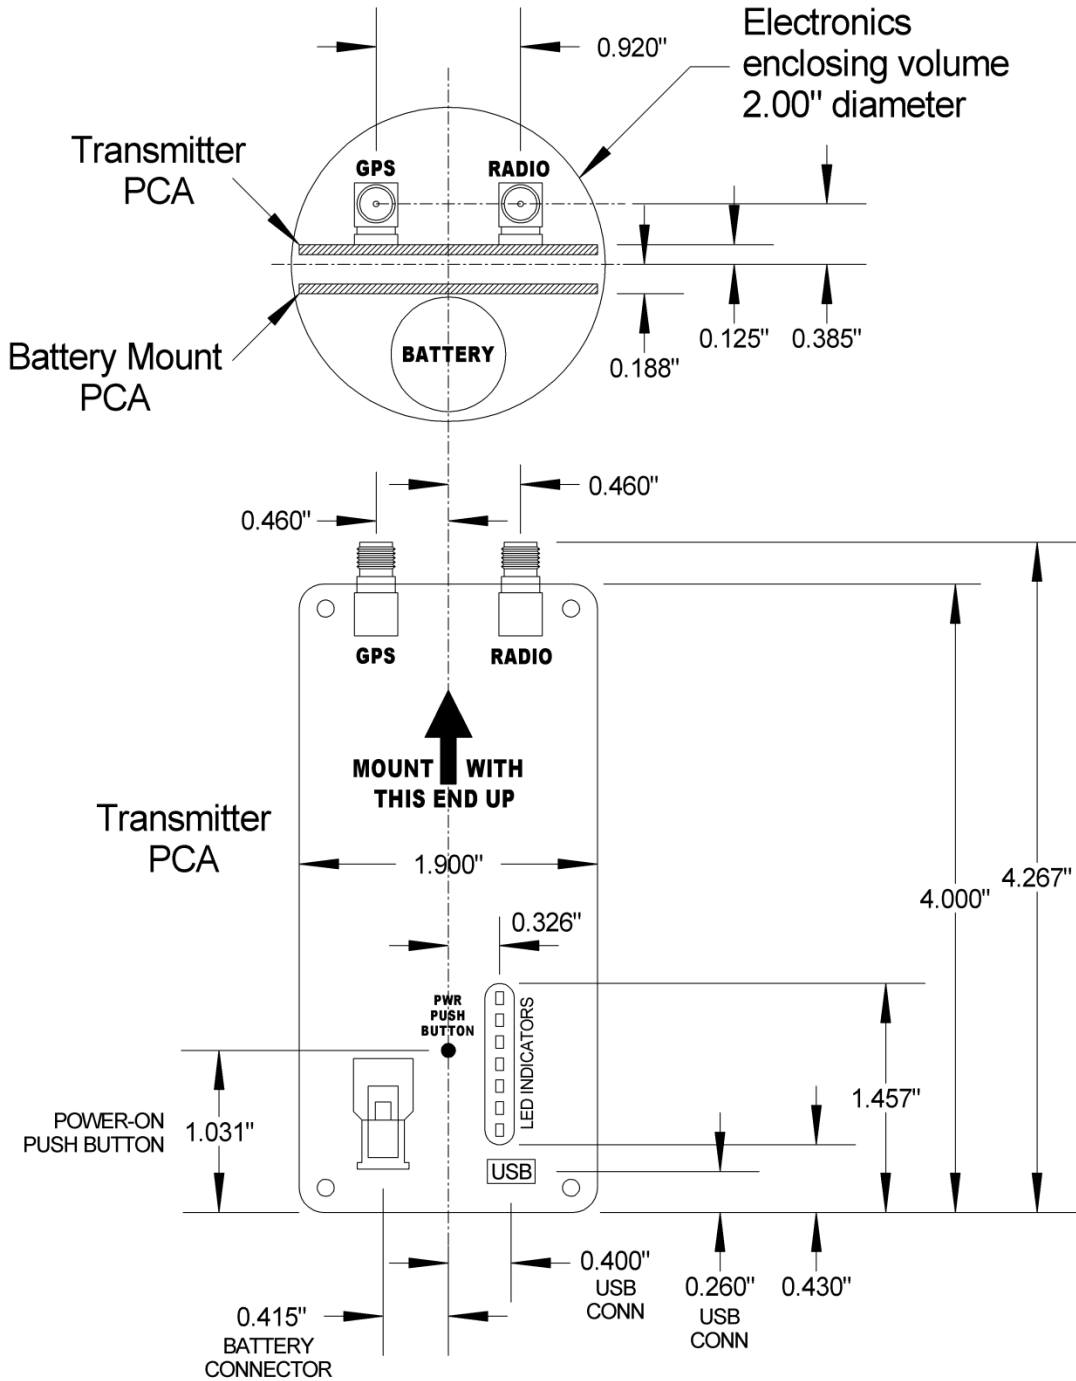 Electronics
enclosing volume
2.00" diameter
0.920"
Transmitter
PCA
GPS
RADIO
0.125"
0.385"
0.188"
Battery Mount
PCA
BATTERY
0.460"
0.460"
GPS
RADIO
MOUNT WITH
THIS END UP
Transmitter
PCA
1.900"
4.267"
4.000"
0.326"
PWR
PUSH
BUTTON
LED INDICATORS
1.457"
POWER-ON
PUSH BUTTON
1.031"
USB
0.400"
USB
CONN
0.260"
USB
CONN
0.430"
0.415"
BATTERY
CONNECTOR